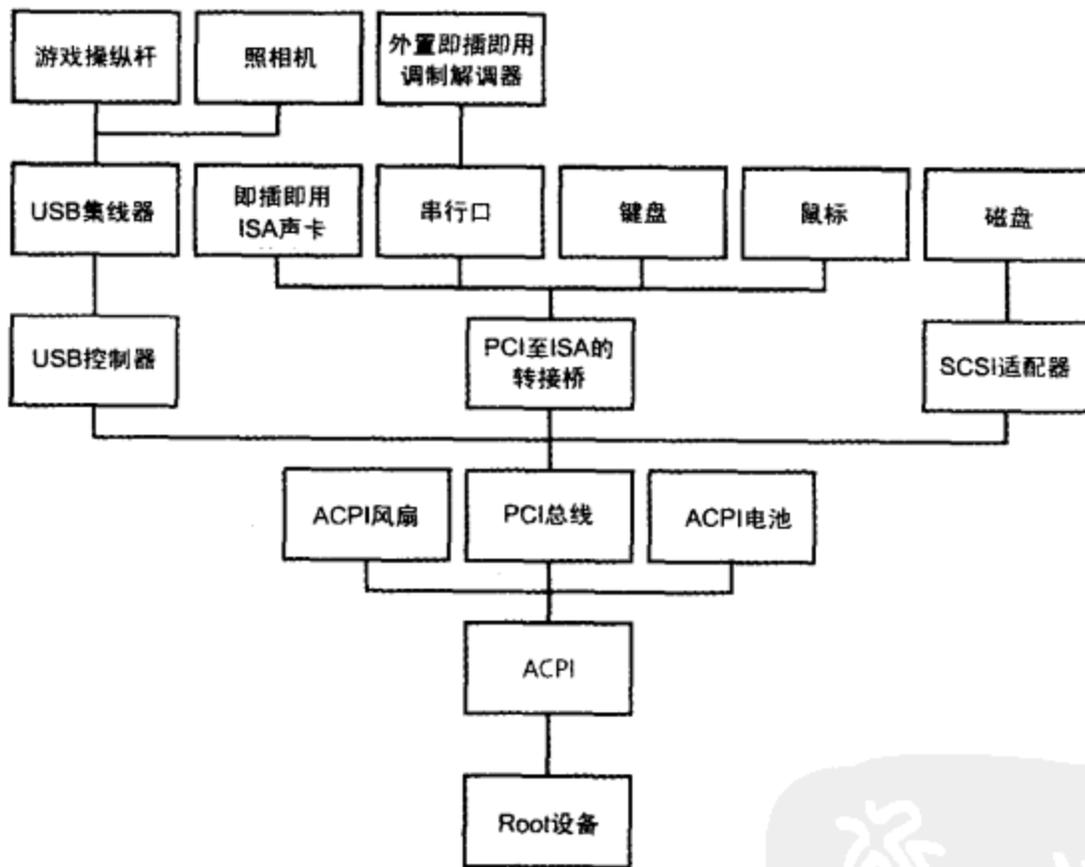 游戏操纵杆
照相机
外置即插即用
调制解调器
USB集线器
即插即用
ISA声卡
串行口
键盘
鼠标
磁盘
USB控制器
PCI至ISA的
转接桥
SCSI适配器
ACPI风扇
PCI总线
ACPI电池
ACPI
Root设备